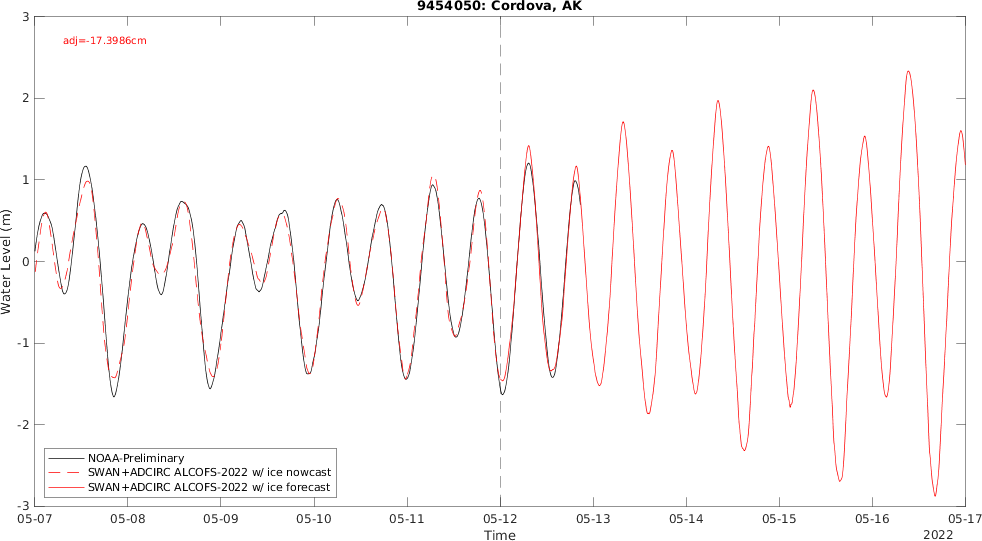 9454050: Cordova, AK
adj=-17.3986cm
3
2
1
0
-1
-2
-3
Water Level (m)
NOAA-Preliminary
SWAN+ADCIRC ALCOFS-2022 w/ ice nowcast
SWAN+ADCIRC ALCOFS-2022 w/ ice forecast
05-07 05-08 05-09 05-10 05-11 05-12 05-13 05-14 05-15 05-16 05-17
Time
2022